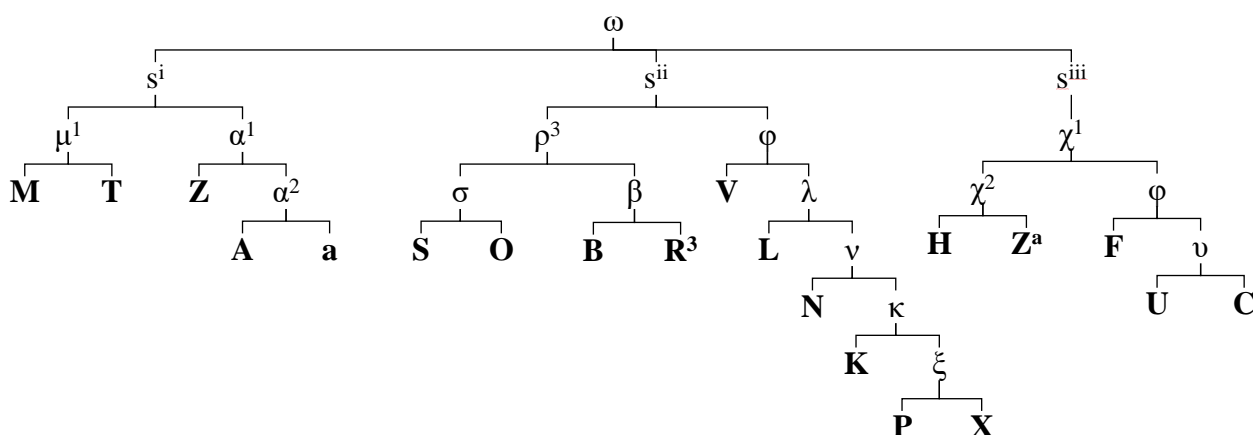 ω
sⁱ sⁱⁱ sⁱⁱⁱ
μ¹ α¹ ρ³ φ χ¹
M T Z α² σ β V λ χ² φ
A a S O B R³ L ν H Zᵃ F υ
N κ U C
K ξ
P X